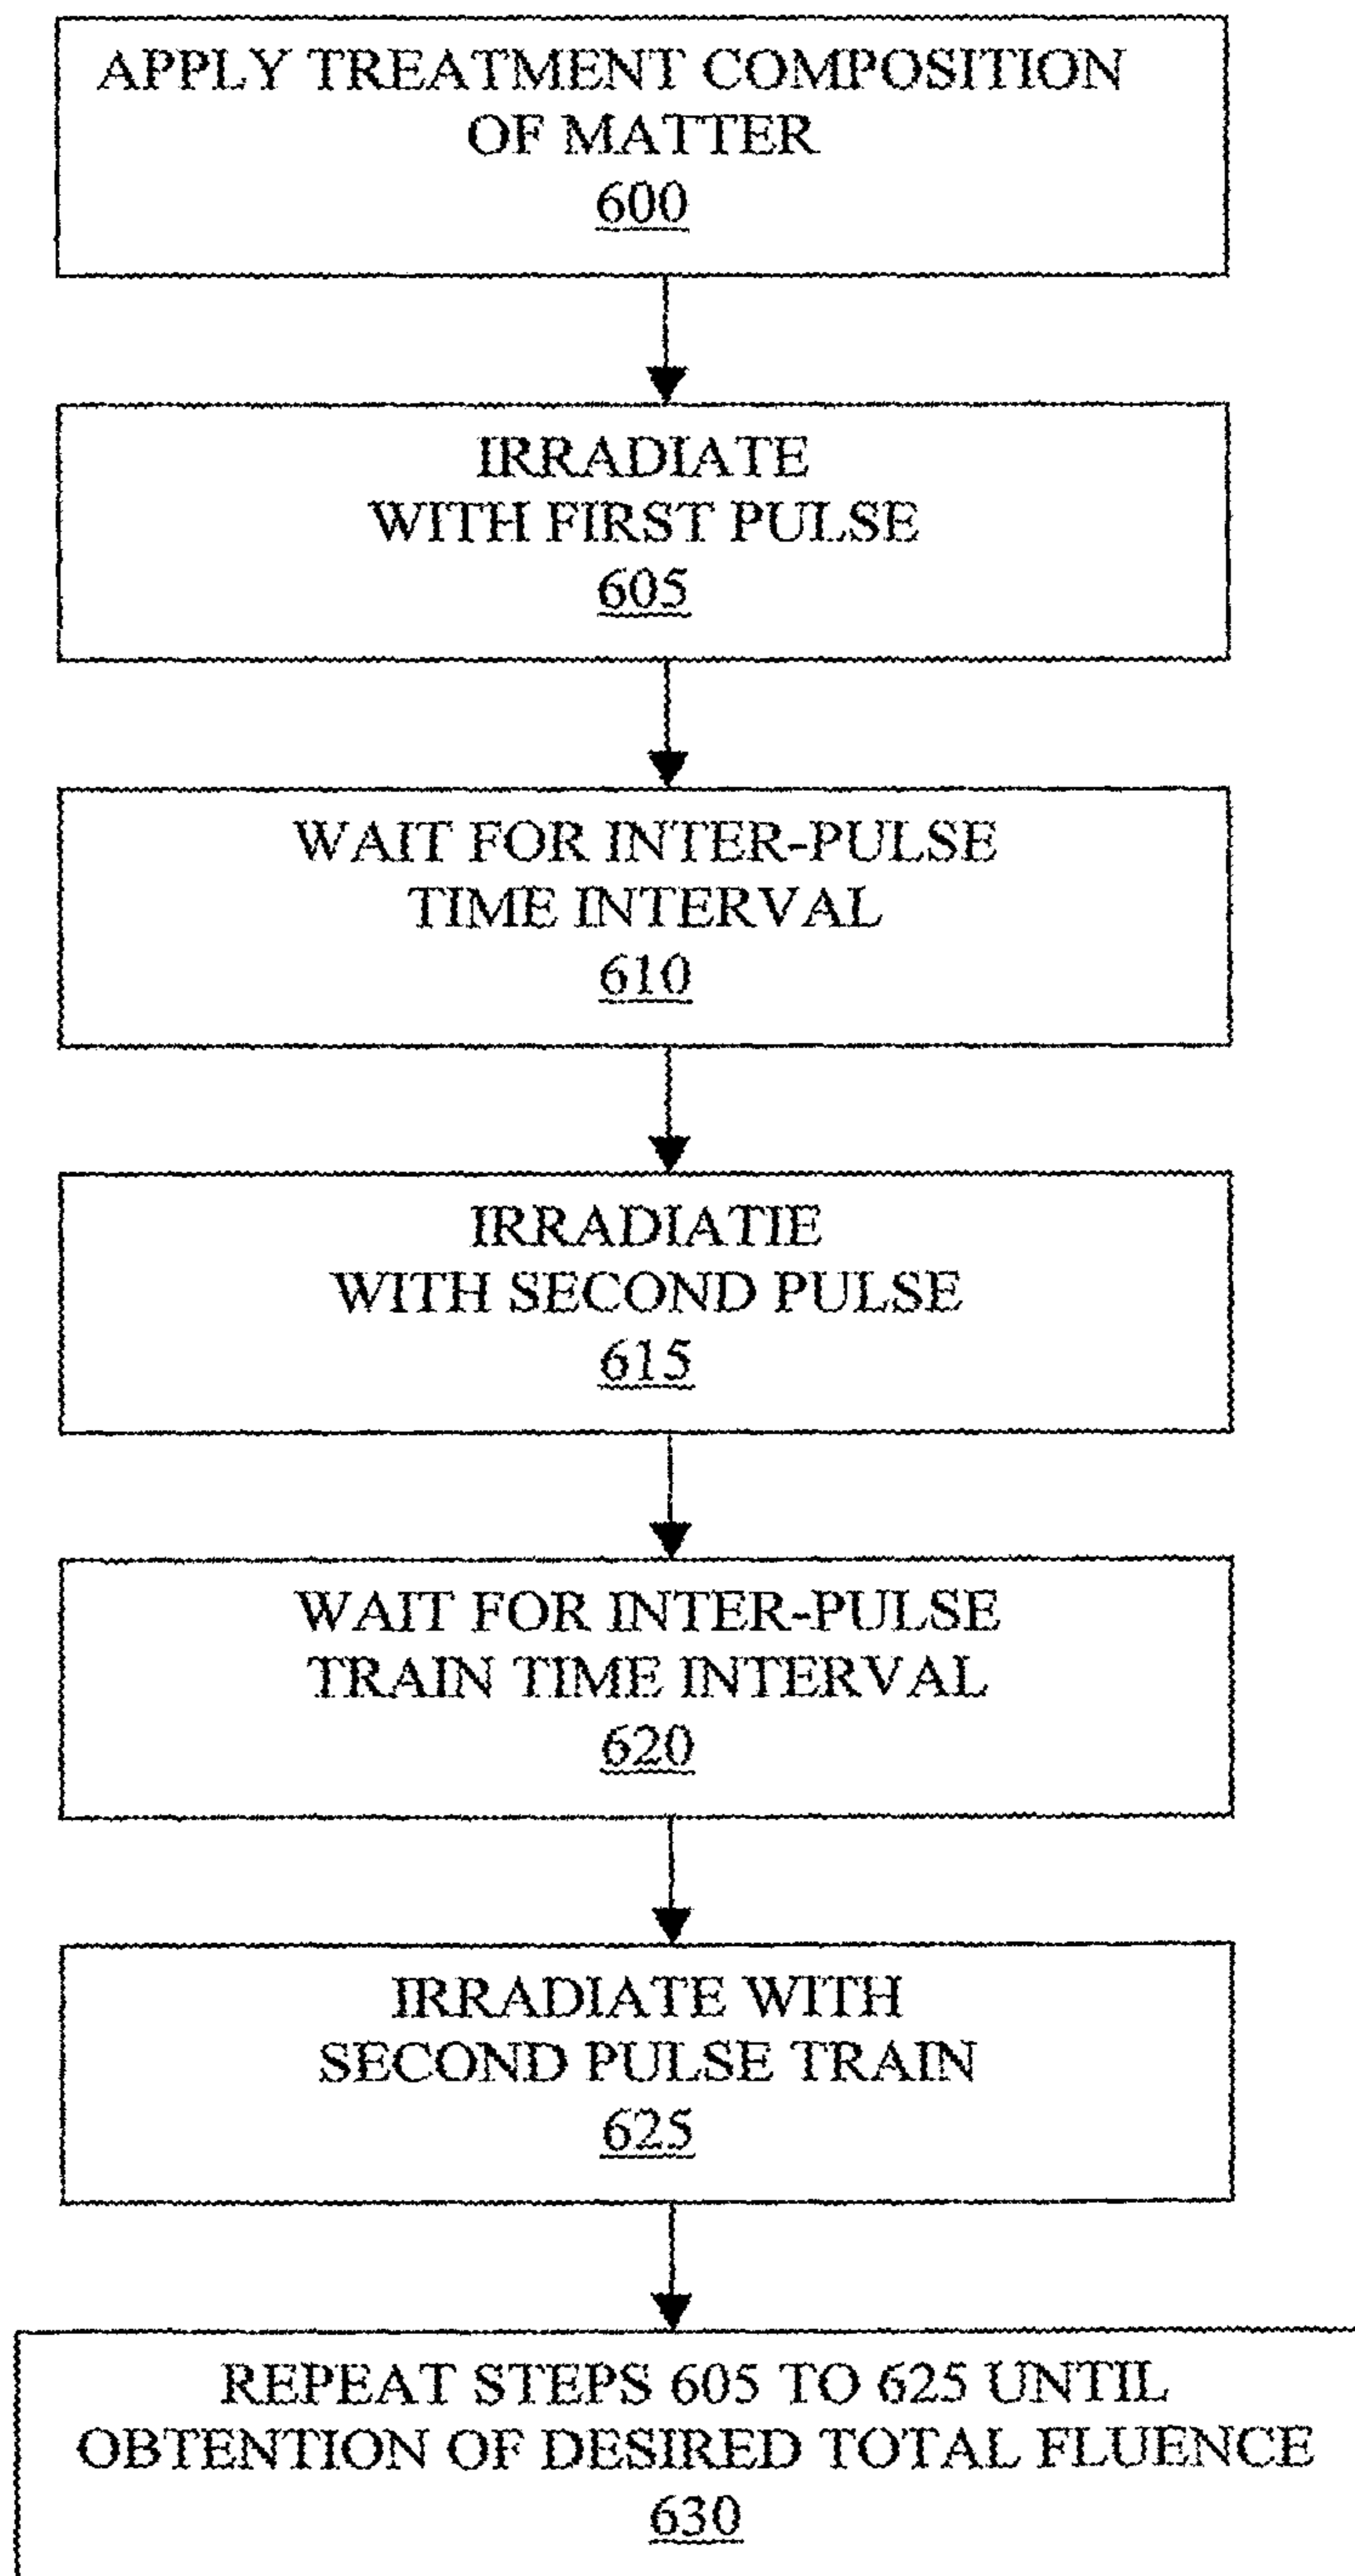 APPLY TREATMENT COMPOSITION
OF MATTER
600
IRRADIATE
WITH FIRST PULSE
605
WAIT FOR INTER-PULSE
TIME INTERVAL
610
IRRADIATIE
WITH SECOND PULSE
615
WAIT FOR INTER-PULSE
TRAIN TIME INTERVAL
620
IRRADIATE WITH
SECOND PULSE TRAIN
625
REPEAT STEPS 605 TO 625 UNTIL
OBTENTION OF DESIRED TOTAL FLUENCE
630